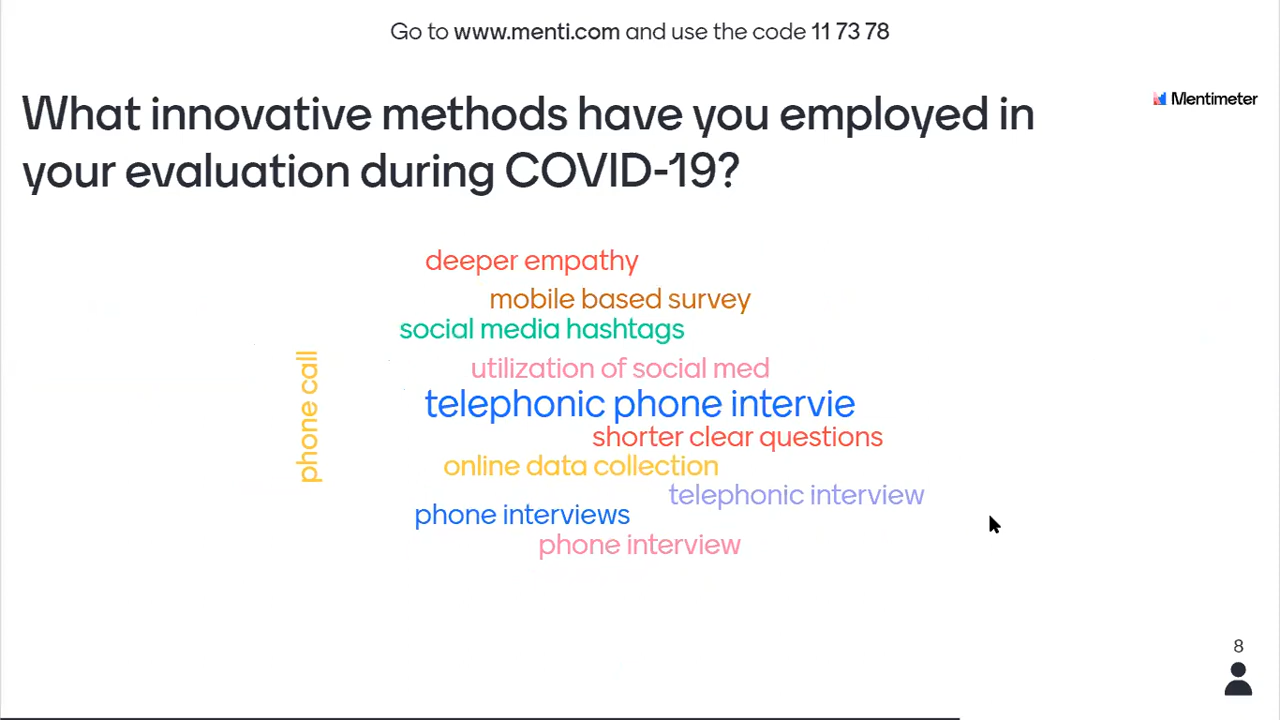 Go to www.menti.com and use the code 11 73 78
Mentimeter
What innovative methods have you employed in
your evaluation during COVID-19?
deeper empathy
mobile based survey
social media hashtags
phone call
utilization of social med
telephonic phone intervie
shorter clear questions
online data collection
telephonic interview
phone interviews
phone interview
8